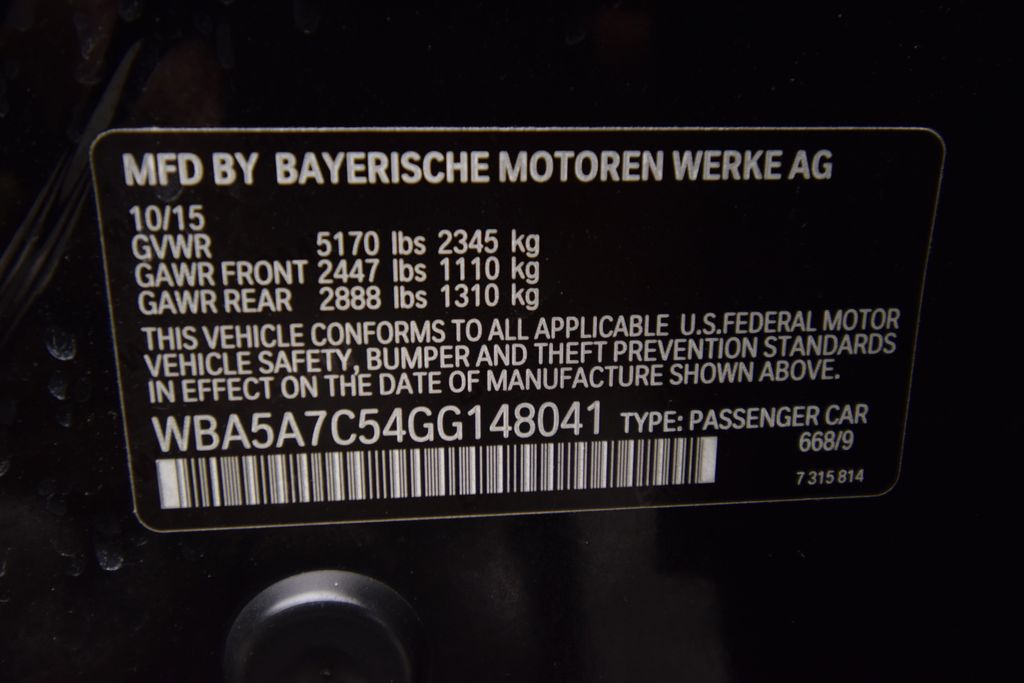 MFD BY BAYERISCHE MOTOREN WERKE AG
10/15
GVWR 5170 lbs 2345 kg
GAWR FRONT 2447 lbs 1110 kg
GAWR REAR 2888 lbs 1310 kg
THIS VEHICLE CONFORMS TO ALL APPLICABLE U.S.FEDERAL MOTOR
VEHICLE SAFETY, BUMPER AND THEFT PREVENTION STANDARDS
IN EFFECT ON THE DATE OF MANUFACTURE SHOWN ABOVE.
WBA5A7C54GG148041 TYPE: PASSENGER CAR
668/9
7 315 814